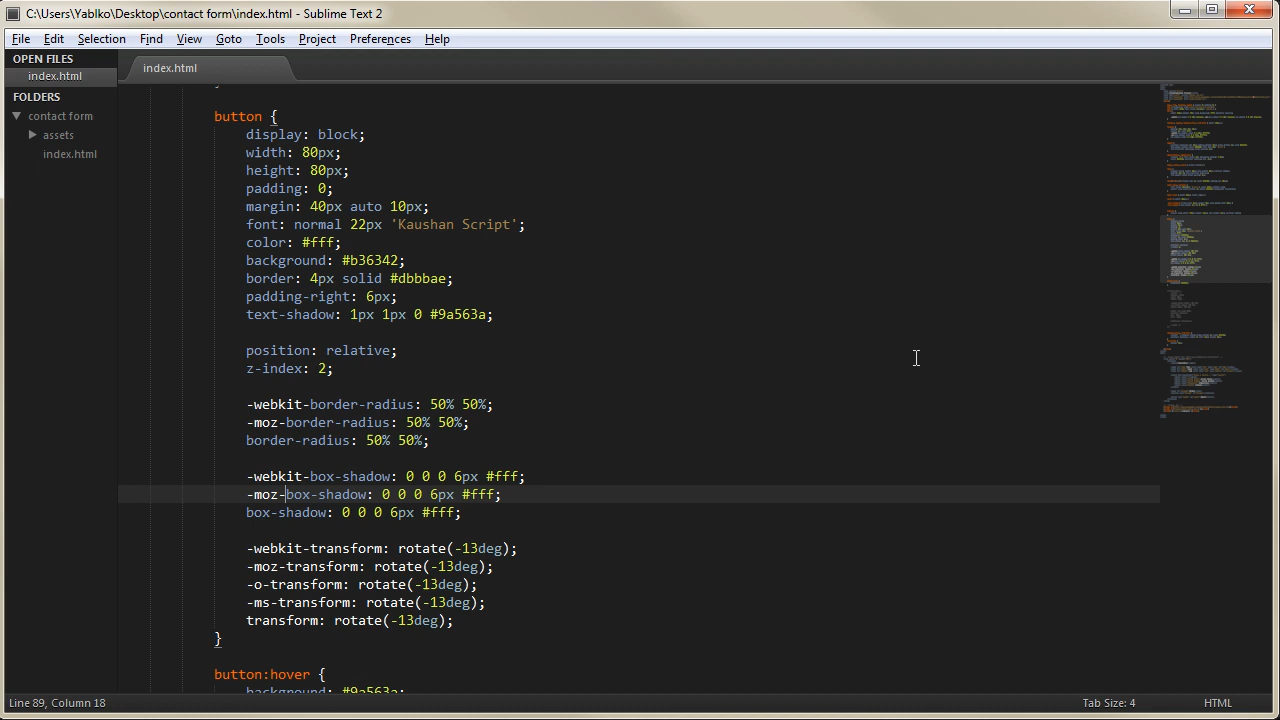 C:\Users\Yablko\Desktop\contact form\index.html - Sublime Text 2
File Edit Selection Find View Goto Tools Project Preferences Help
OPEN FILES
index.html
FOLDERS
contact form
assets
index.html
index.html
button {
display: block;
width: 80px;
height: 80px;
padding: 0;
margin: 40px auto 10px;
font: normal 22px 'Kaushan Script';
color: #fff;
background: #b36342;
border: 4px solid #dbbbae;
padding-right: 6px;
text-shadow: 1px 1px 0 #9a563a;
position: relative;
z-index: 2;
-webkit-border-radius: 50% 50%;
-moz-border-radius: 50% 50%;
border-radius: 50% 50%;
-webkit-box-shadow: 0 0 0 6px #fff;
-moz-box-shadow: 0 0 0 6px #fff;
box-shadow: 0 0 0 6px #fff;
-webkit-transform: rotate(-13deg);
-moz-transform: rotate(-13deg);
-o-transform: rotate(-13deg);
-ms-transform: rotate(-13deg);
transform: rotate(-13deg);
}
button:hover {
background: #9a563a;
Line 89, Column 18
Tab Size: 4
HTML